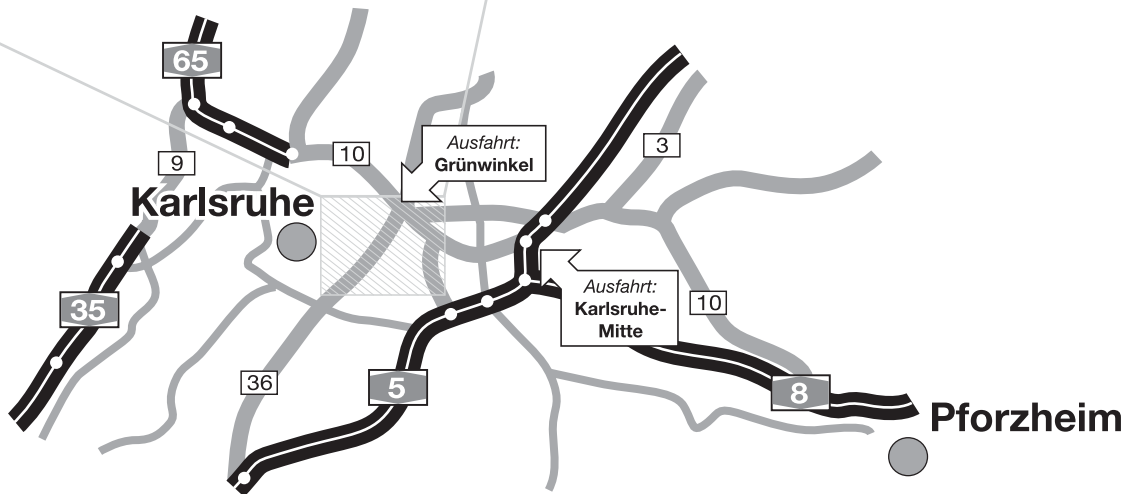 65
10
Ausfahrt:
Grünwinkel
3
9
Karlsruhe
Ausfahrt:
Karlsruhe-
Mitte
35
10
36
5
8
Pforzheim